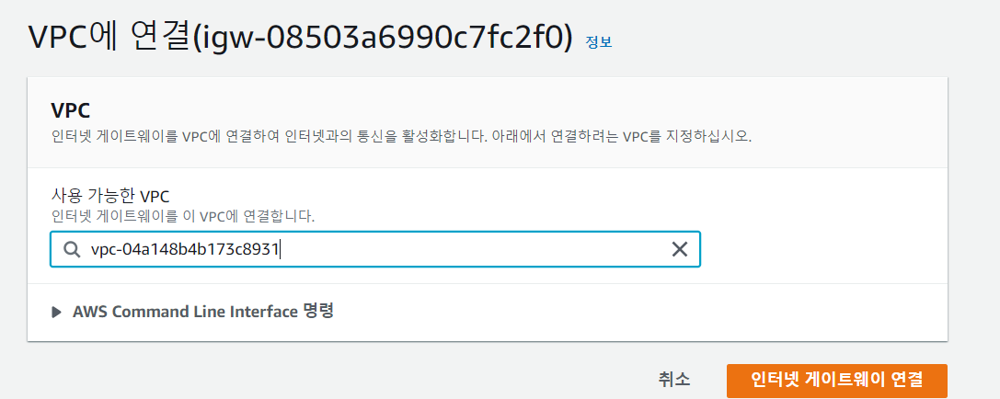 VPC에 연결(igw-08503a6990c7fc2f0) 정보
VPC
인터넷 게이트웨이를 VPC에 연결하여 인터넷과의 통신을 활성화합니다. 아래에서 연결하려는 VPC를 지정하십시오.
사용 가능한 VPC
인터넷 게이트웨이를 이 VPC에 연결합니다.
vpc-04a148b4b173c8931
AWS Command Line Interface 명령
취소 인터넷 게이트웨이 연결